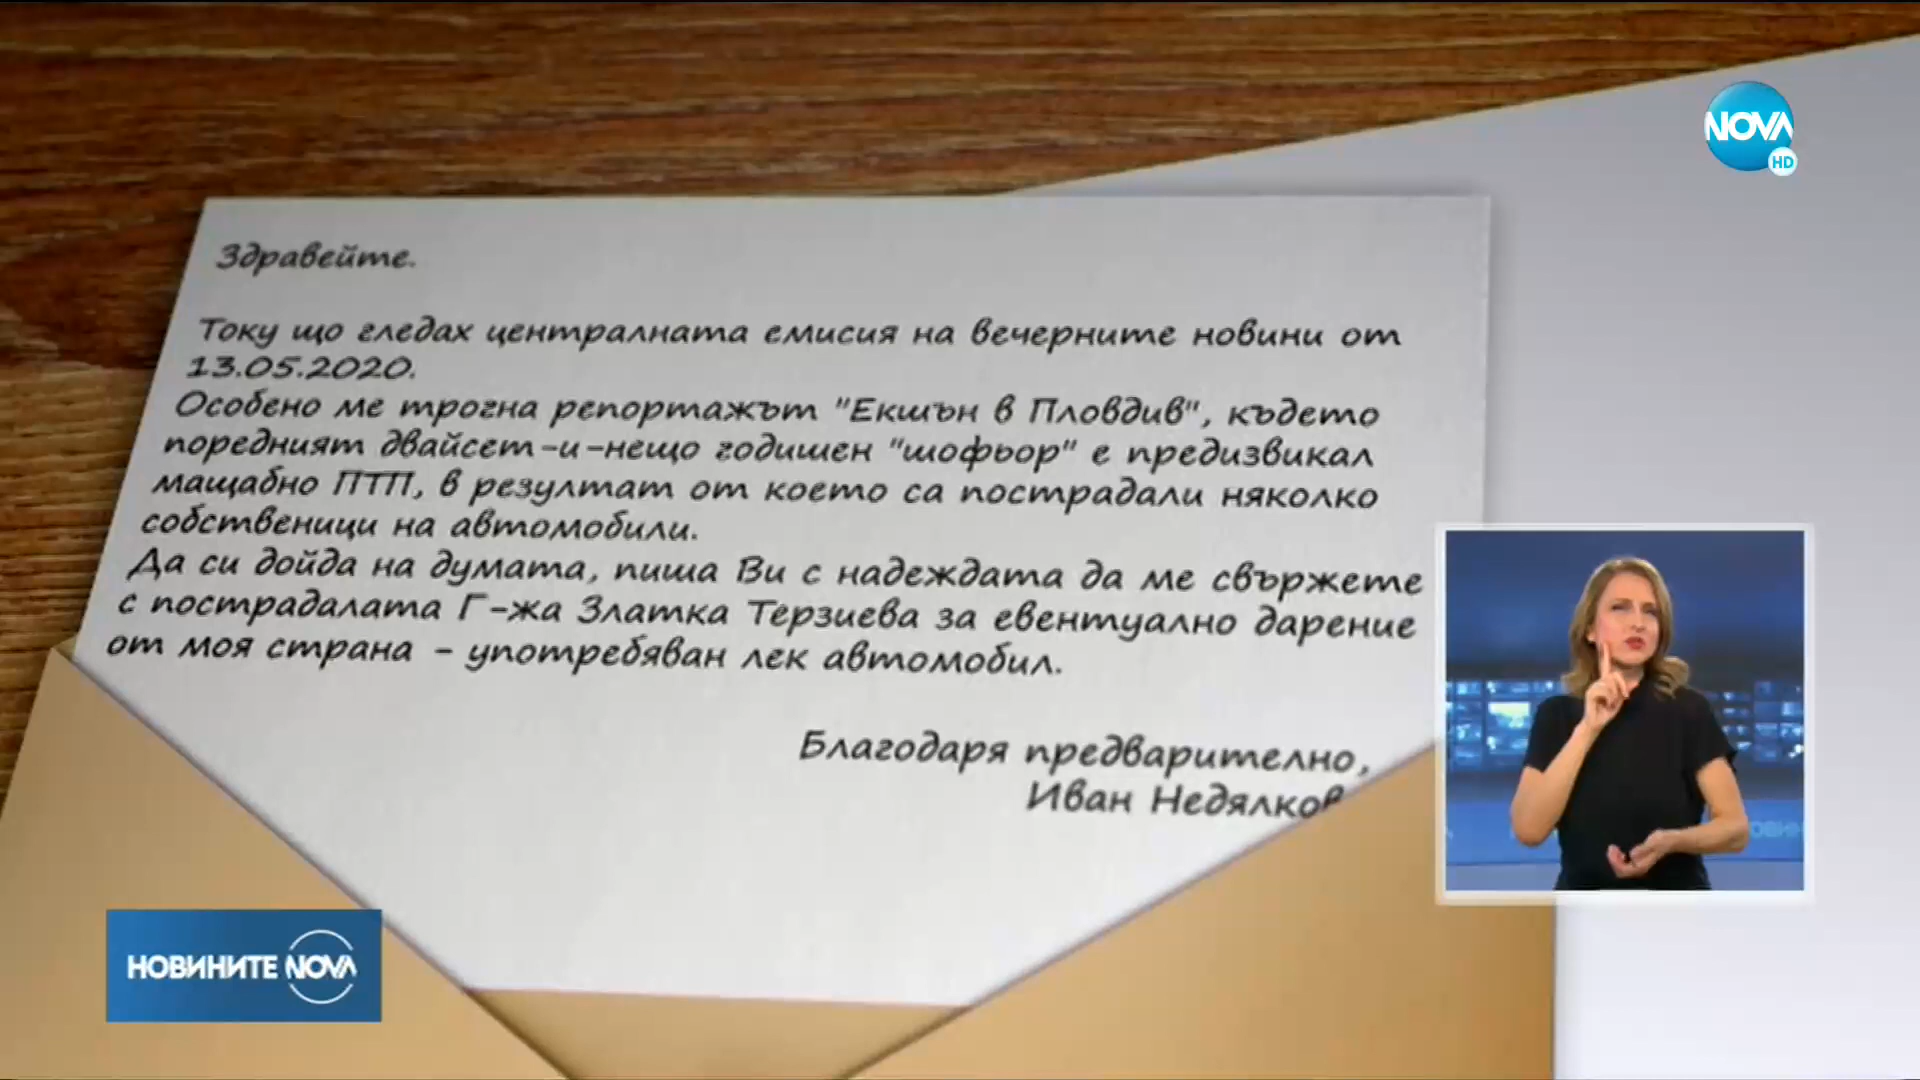 NOVA
HD
Здравейте.
Току що гледах централната емисия на вечерните новини от
13.05.2020.
Особено ме трогна репортажът "Екшън в Пловдив", където
поредният двайсет-и-нещо годишен "шофьор" е предизвикал
мащабно ПТП, в резултат от което са пострадали няколко
собственици на автомобили.
Да си дойда на думата, пиша Ви с надеждата да ме свържете
с пострадалата Г-жа Златка Терзиева за евентуално дарение
от моя страна - употребяван лек автомобил.
Благодаря предварително,
Иван Недялков
НОВИНИТЕ NOVA